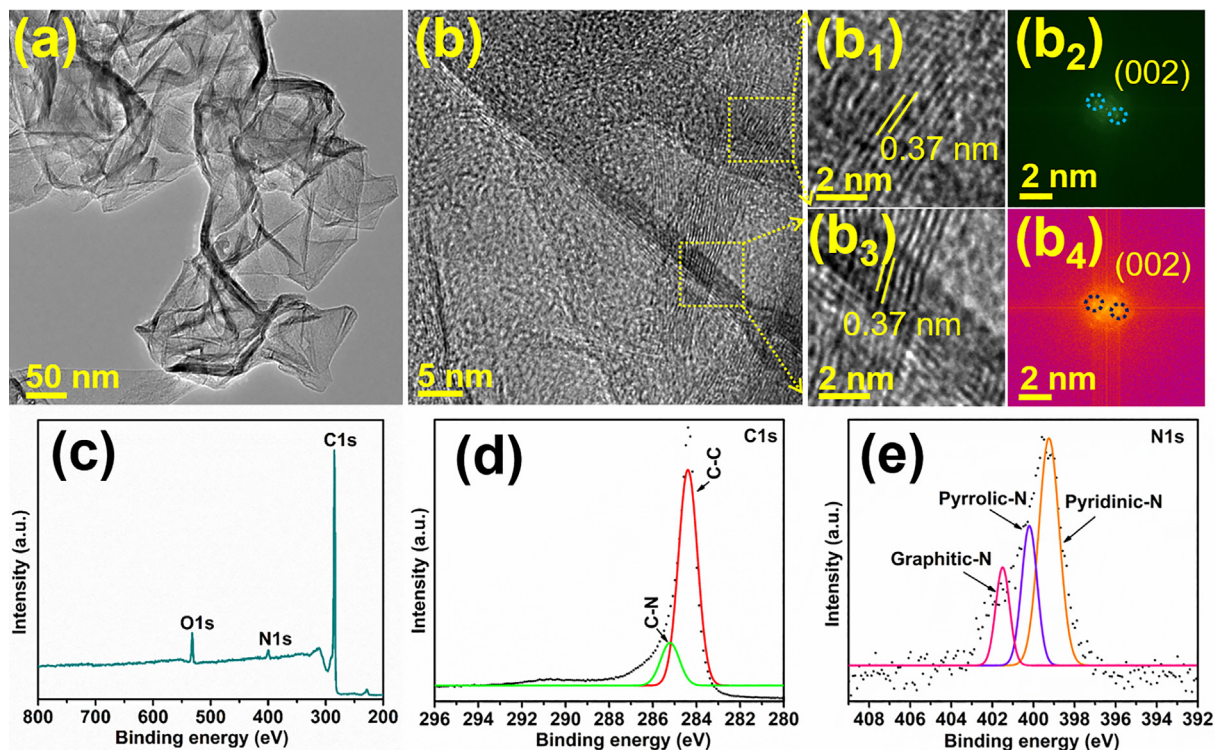 (a)
50 nm
(b)
5 nm
(b1)
0.37 nm
2 nm
(b2)
(002)
2 nm
(b3)
0.37 nm
2 nm
(b4)
(002)
2 nm
(c)
C1s
O1s
N1s
Intensity (a.u.)
800 700 600 500 400 300 200
Binding energy (eV)
(d)
C1s
C-C
C-N
Intensity (a.u.)
296 294 292 290 288 286 284 282 280
Binding energy (eV)
(e)
N1s
Pyrrolic-N
Pyridinic-N
Graphitic-N
Intensity (a.u.)
408 406 404 402 400 398 396 394 392
Binding energy (eV)